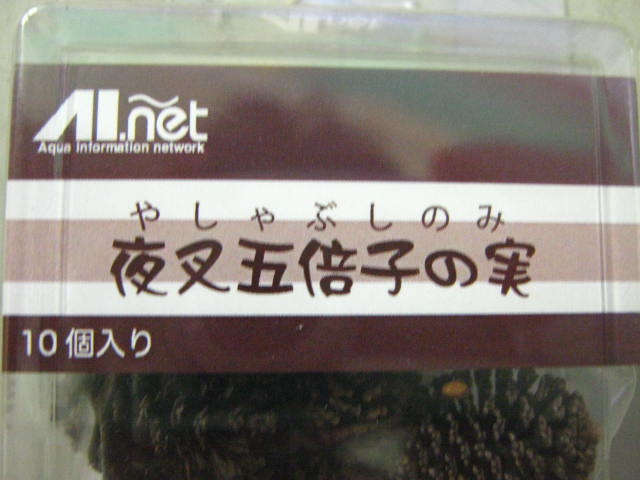 AI.net
Aqua information network
やしゃぶしのみ
夜叉五倍子の実
10個入り